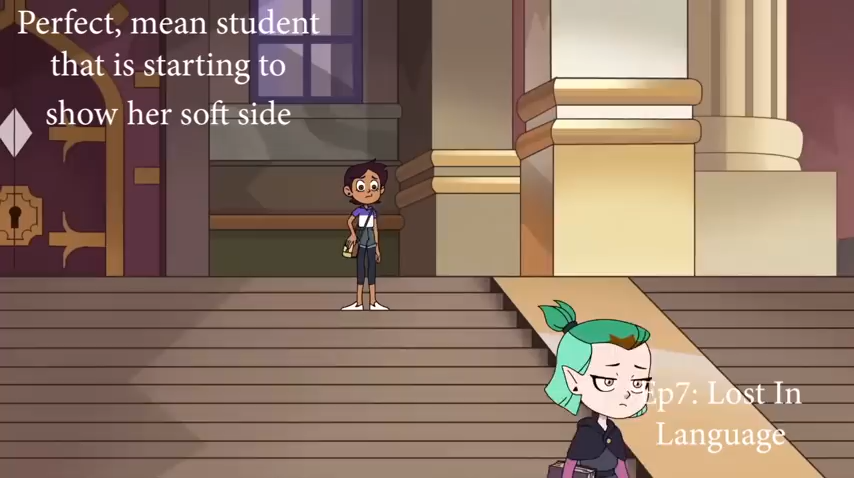 Perfect, mean student
that is starting to
show her soft side
Ep7: Lost In
Language